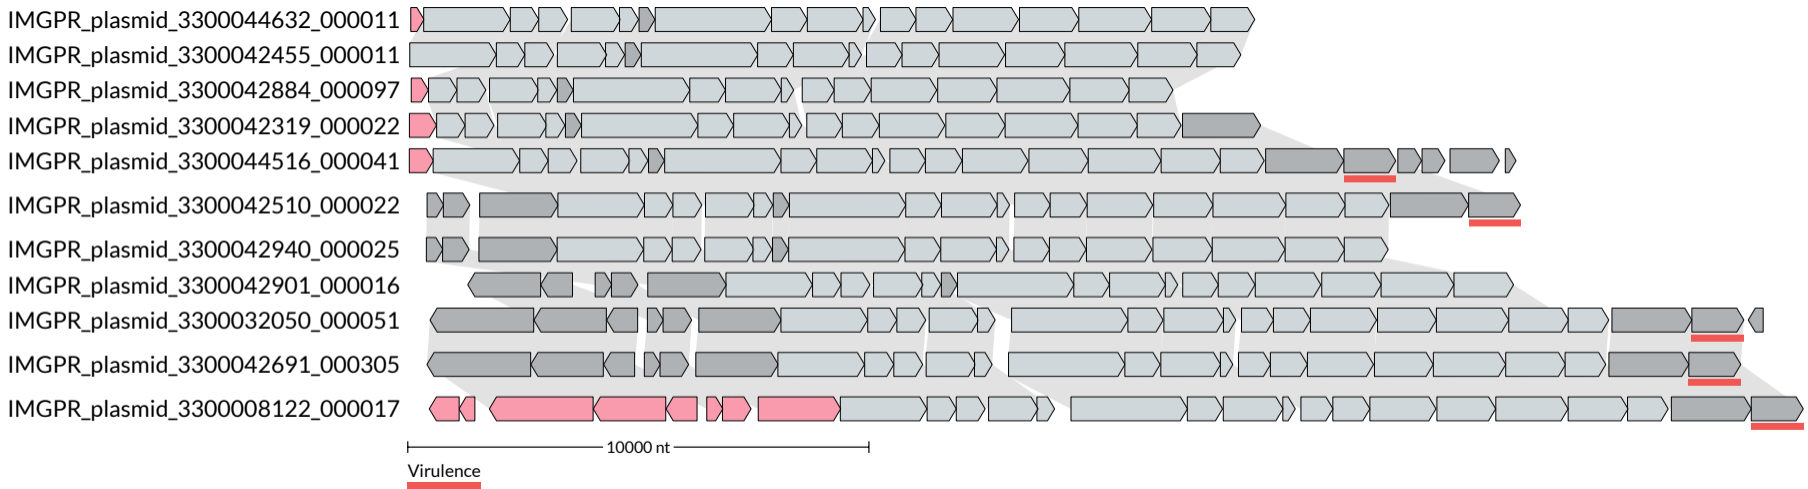 IMGPR_plasmid_3300044632_000011
IMGPR_plasmid_3300042455_000011
IMGPR_plasmid_3300042884_000097
IMGPR_plasmid_3300042319_000022
IMGPR_plasmid_3300044516_000041
IMGPR_plasmid_3300042510_000022
IMGPR_plasmid_3300042940_000025
IMGPR_plasmid_3300042901_000016
IMGPR_plasmid_3300032050_000051
IMGPR_plasmid_3300042691_000305
IMGPR_plasmid_3300008122_000017
10000 nt
Virulence